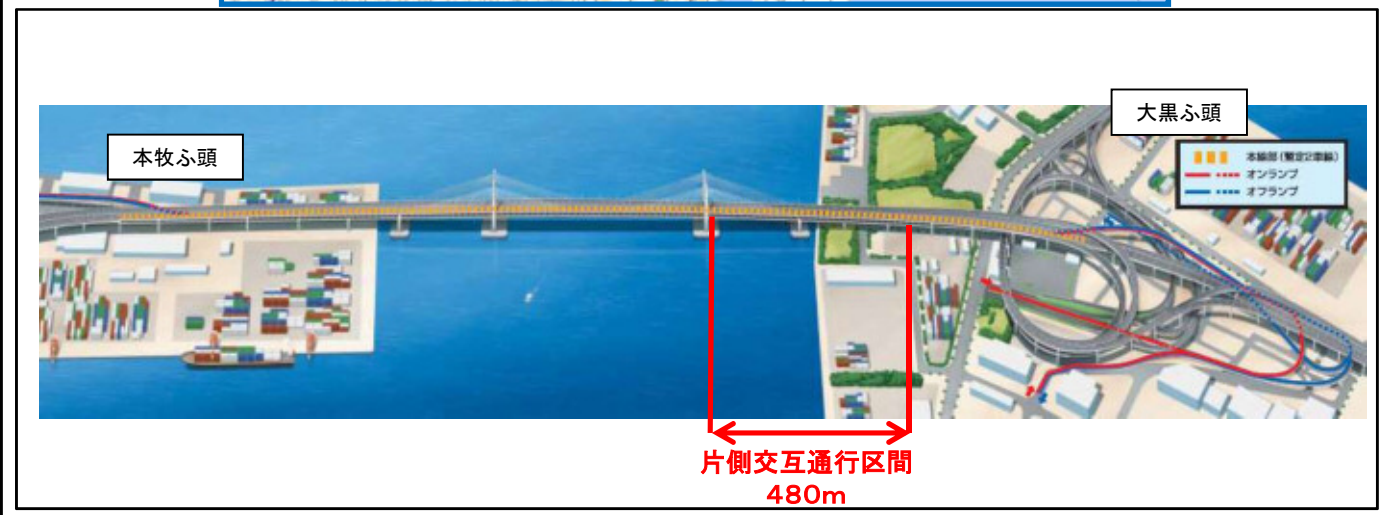 大黒ふ頭
本牧ふ頭
本線部（暫定2車線）
オンランプ
オフランプ
片側交互通行区間
480m